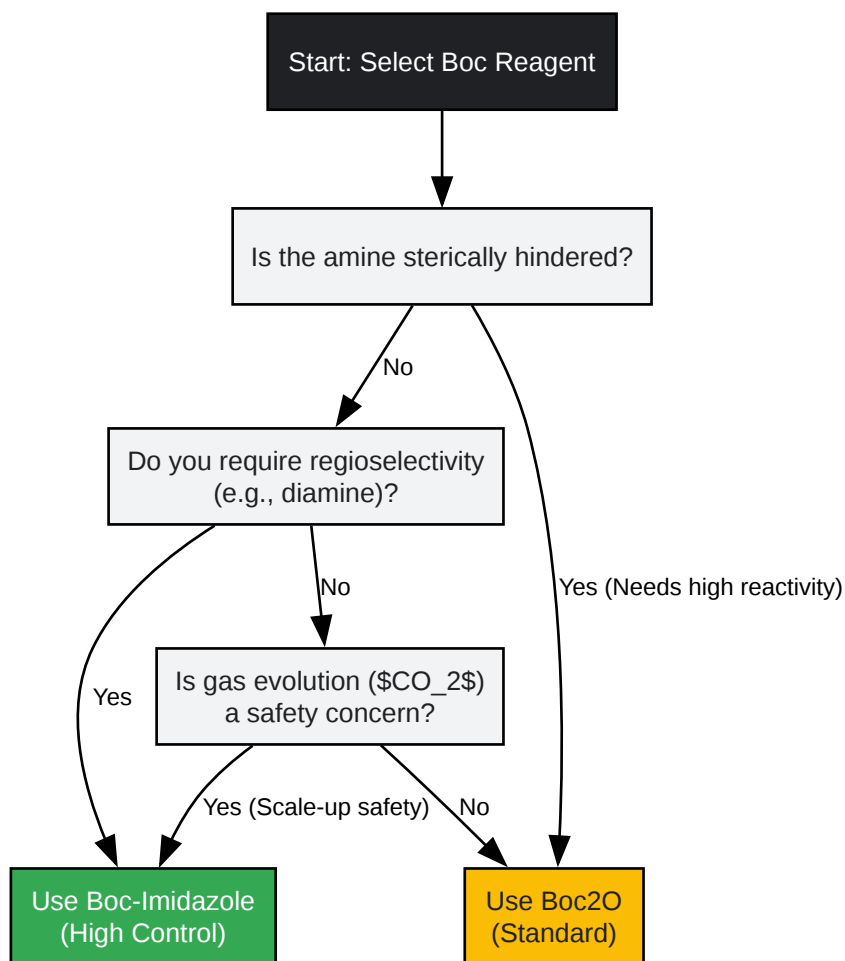 Start: Select Boc Reagent
Is the amine sterically hindered?
No
Do you require regioselectivity
(e.g., diamine)?
No
Yes (Needs high reactivity)
Is gas evolution ($CO_2$)
a safety concern?
Yes
Yes (Scale-up safety)
No
Use Boc-Imidazole
(High Control)
Use Boc2O
(Standard)